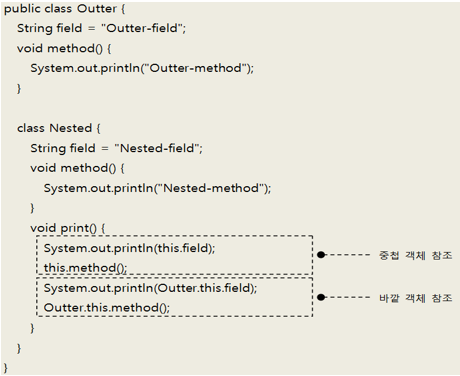 public class Outter {
String field = "Outter-field";
void method() {
System.out.println("Outter-method");
}
class Nested {
String field = "Nested-field";
void method() {
System.out.println("Nested-method");
}
void print() {
System.out.println(this.field);
this.method();
중첩 객체 참조
System.out.println(Outter.this.field);
Outter.this.method();
바깥 객체 참조
}
}
}